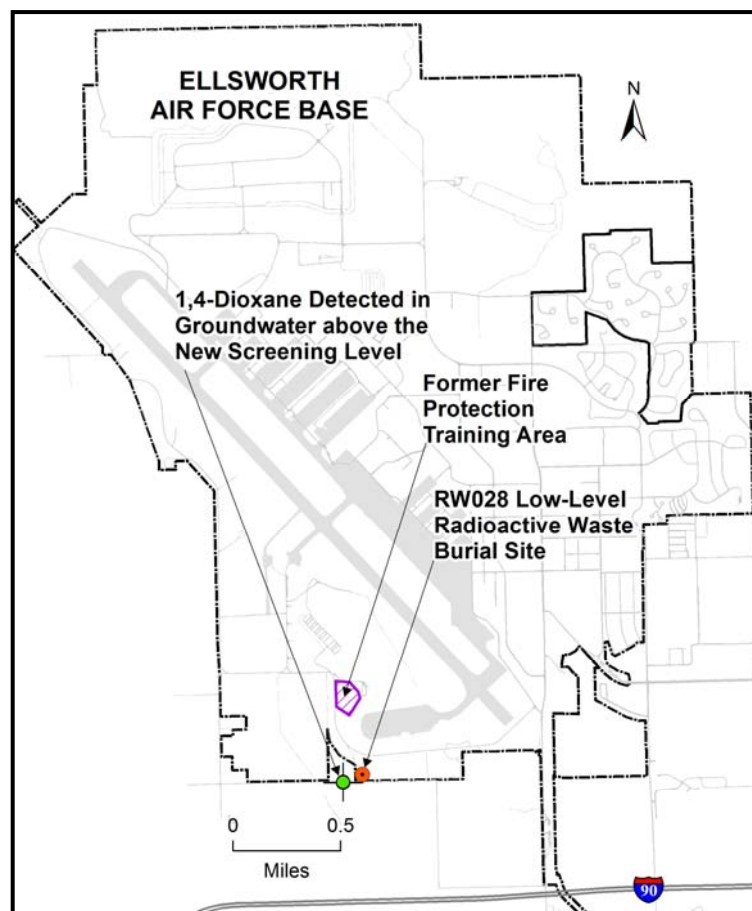 ELLSWORTH
AIR FORCE BASE
N
1,4-Dioxane Detected in
Groundwater above the
New Screening Level
Former Fire
Protection
Training Area
RW028 Low-Level
Radioactive Waste
Burial Site
0 0.5
Miles
90